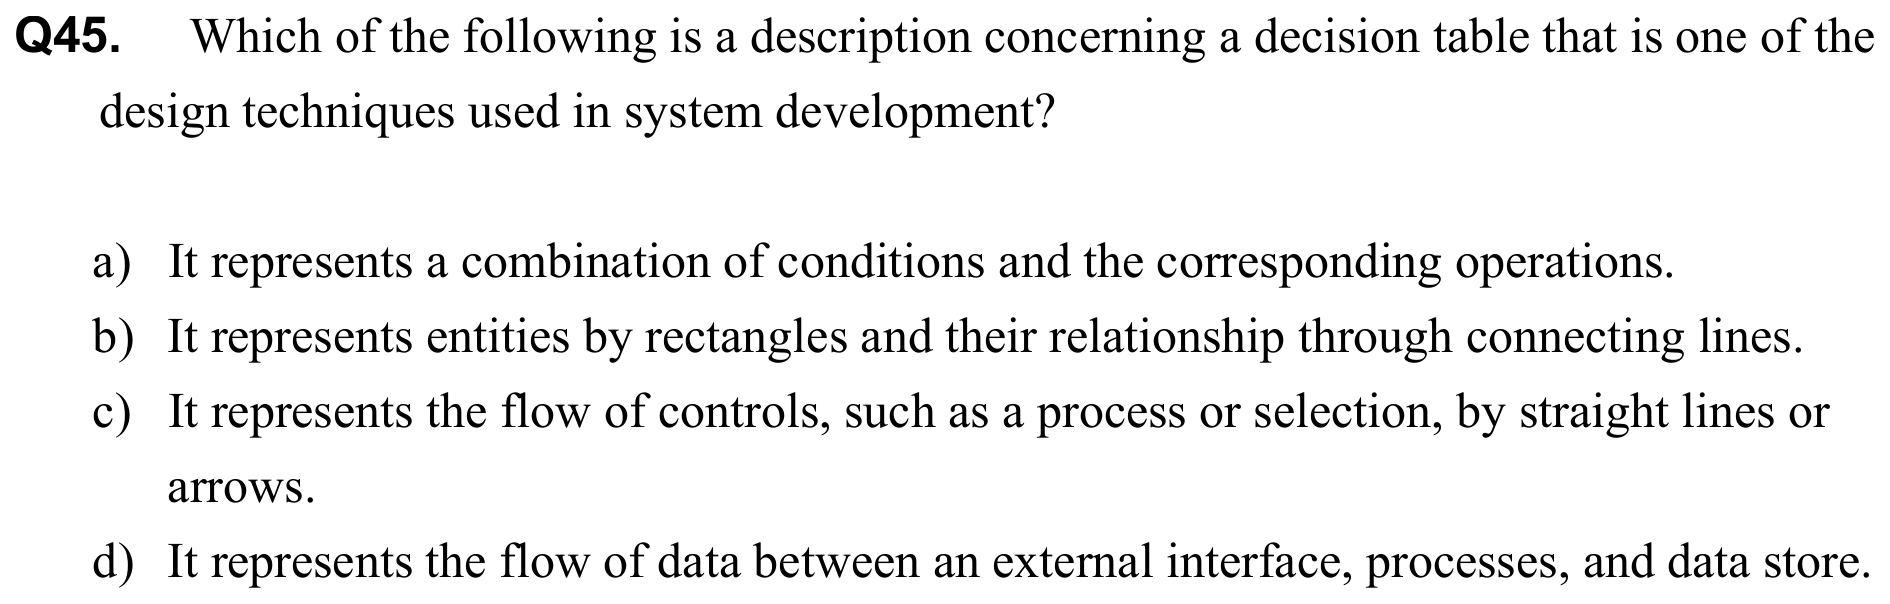 Q45. Which of the following is a description concerning a decision table that is one of the
design techniques used in system development?
a) It represents a combination of conditions and the corresponding operations.
b) It represents entities by rectangles and their relationship through connecting lines.
c) It represents the flow of controls, such as a process or selection, by straight lines or
arrows.
d) It represents the flow of data between an external interface, processes, and data store.